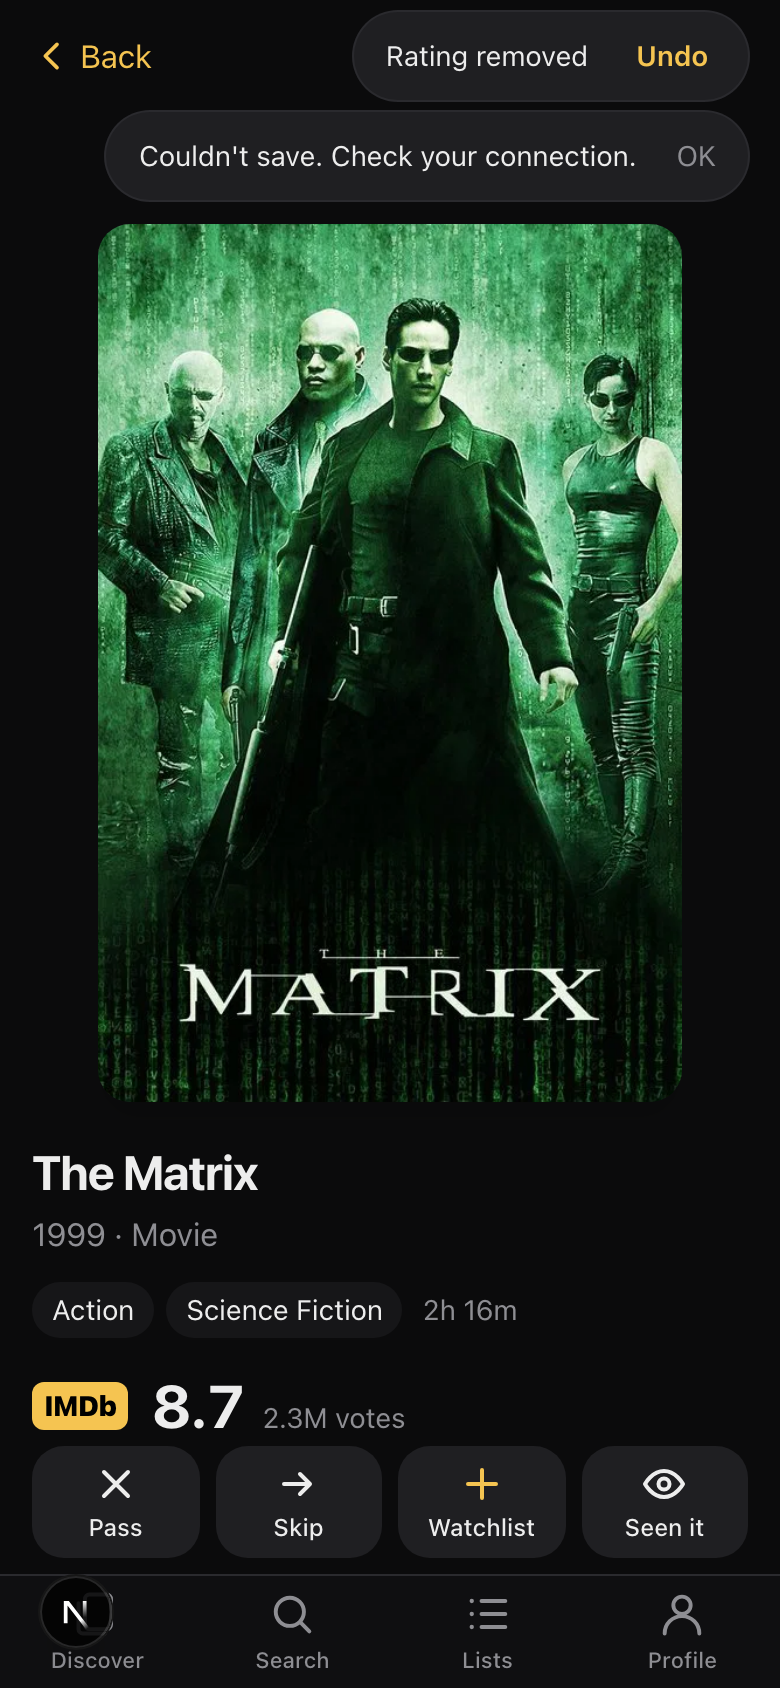 Back
Rating removed Undo
Couldn't save. Check your connection. OK
THE
MATRIX
The Matrix
1999 · Movie
Action Science Fiction 2h 16m
IMDb 8.7 2.3M votes
Pass Skip Watchlist Seen it
N
Discover Search Lists Profile